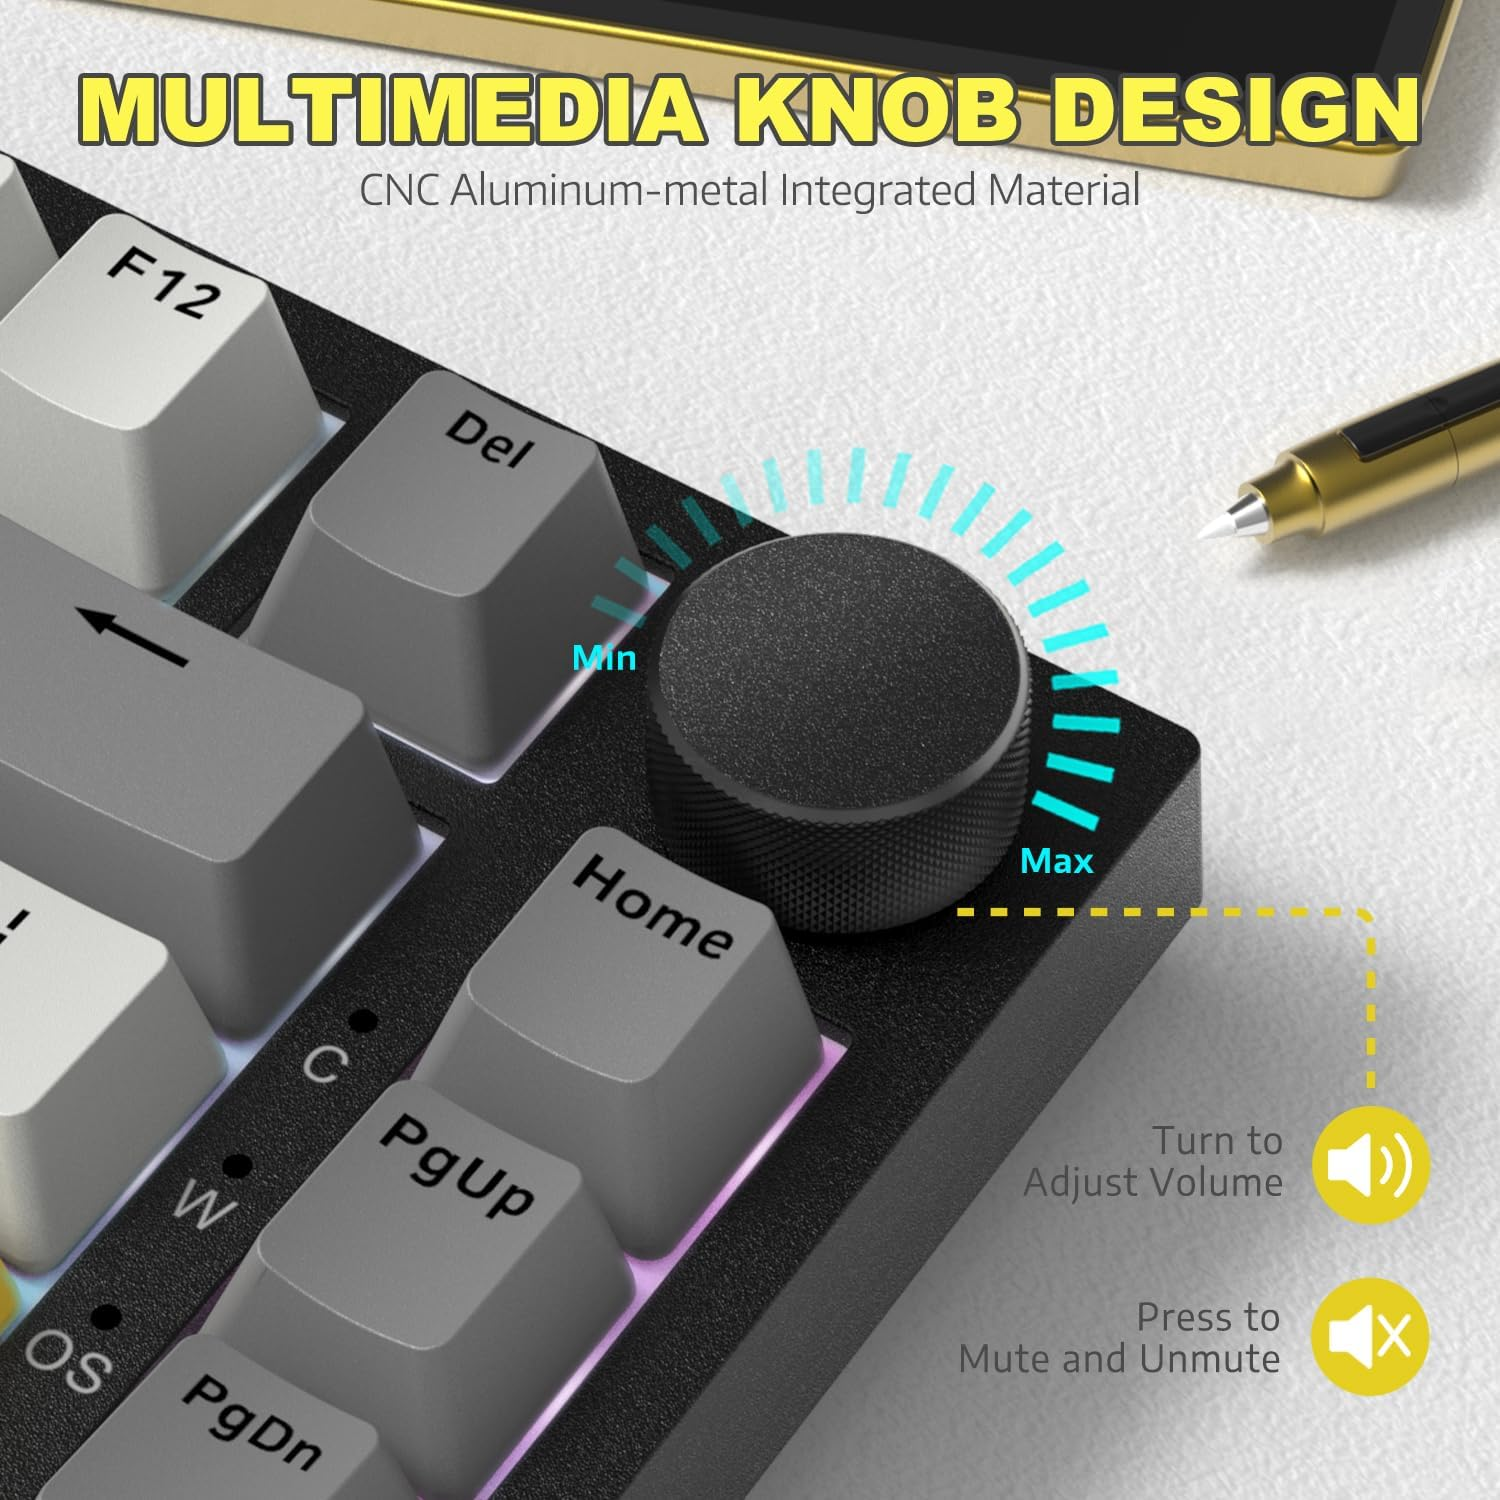 MULTIMEDIA KNOB DESIGN
CNC Aluminum-metal Integrated Material
F12
Del
Min
Max
Home
C
PgUp
W
OS
PgDn
Turn to
Adjust Volume
Press to
Mute and Unmute